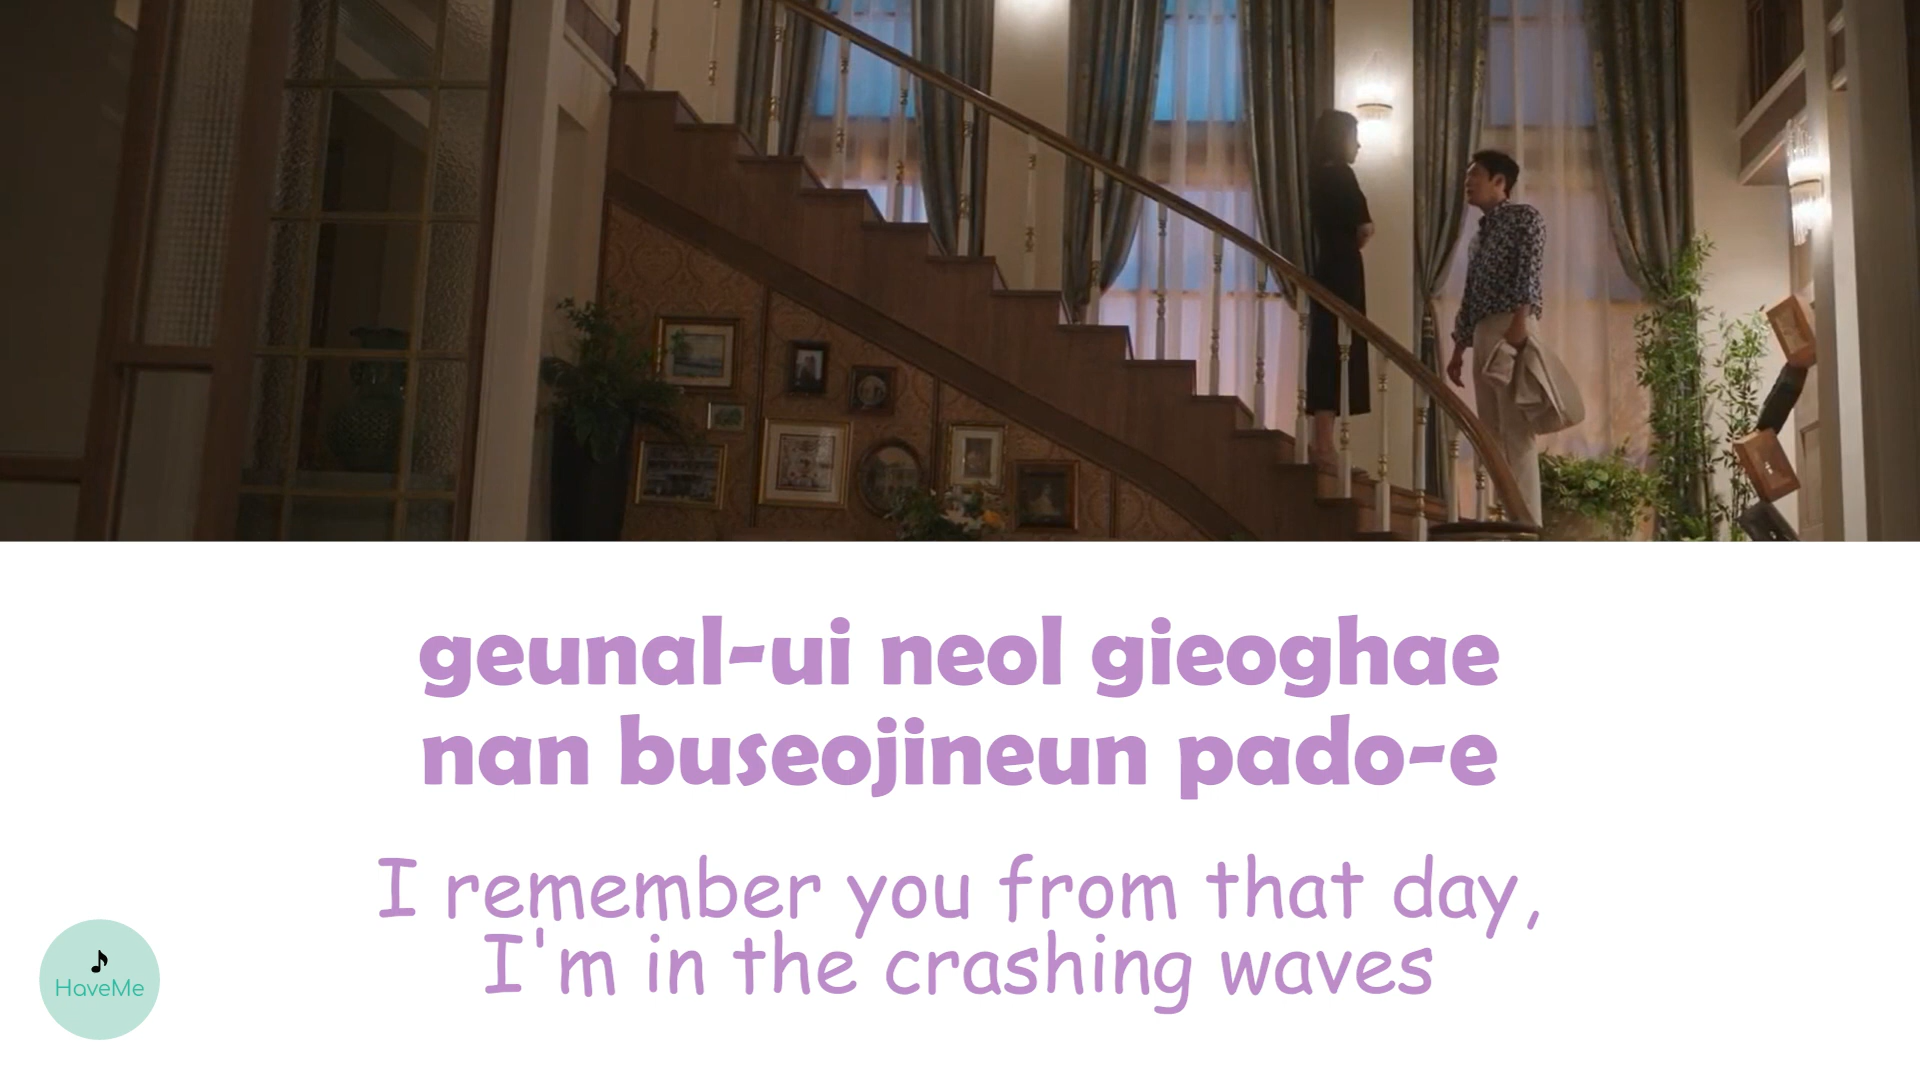 geunal-ui neol gieoghae
nan buseojineun pado-e
I remember you from that day,
I'm in the crashing waves
HaveMe